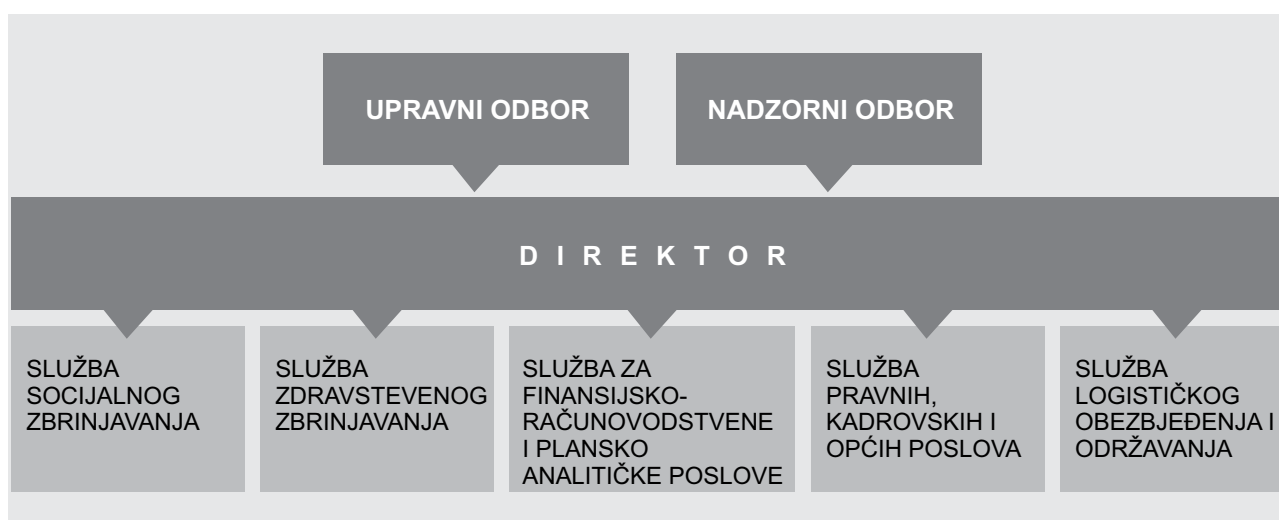 UPRAVNI ODBOR
NADZORNI ODBOR
D I R E K T O R
SLUŽBA
SOCIJALNOG
ZBRINJAVANJA
SLUŽBA
ZDRAVSTEVENOG
ZBRINJAVANJA
SLUŽBA ZA
FINANSIJSKO-
RAČUNOVODSTVENE
I PLANSKO
ANALITIČKE POSLOVE
SLUŽBA
PRAVNIH,
KADROVSKIH I
OPĆIH POSLOVA
SLUŽBA
LOGISTIČKOG
OBEZBJEĐENJA I
ODRŽAVANJA